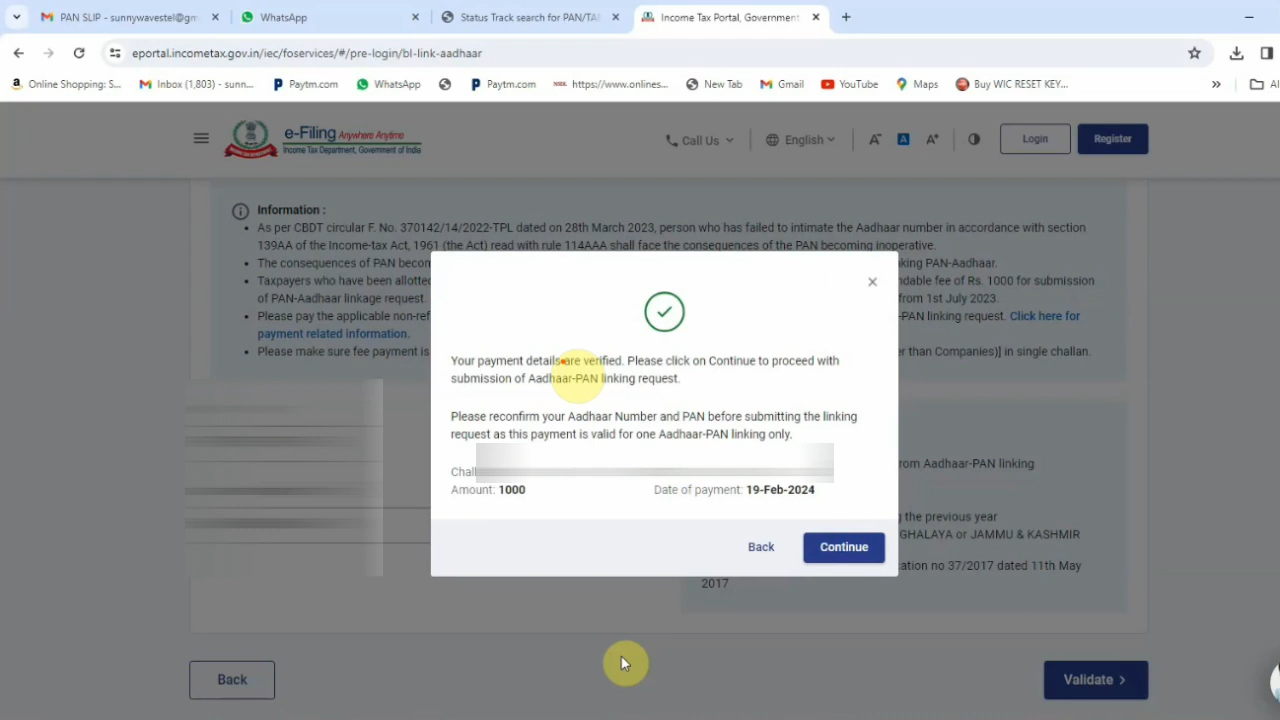 PAN SLIP - sunnywavestel@gm
WhatsApp
Status Track search for PAN/TA
Income Tax Portal, Government
eportal.incometax.gov.in/iec/foservices/#/pre-login/bl-link-aadhaar
Online Shopping: S...
Inbox (1,803) - sunn...
Paytm.com
WhatsApp
Paytm.com
https://www.onlines...
New Tab
Gmail
YouTube
Maps
Buy WIC RESET KEY...
»
Al
e-Filing Anywhere Anytime
Income Tax Department, Government of India
Call Us
English
A-
A
A+
Login
Register
Information :
As per CBDT circular F. No. 370142/14/2022-TPL dated on 28th March 2023, person who has failed to intimate the Aadhaar number in accordance with section
139AA of the Income-tax Act, 1961 (the Act) read with rule 114AAA shall face the consequences of the PAN becoming inoperative.
The consequences of PAN becom
king PAN-Aadhaar.
Taxpayers who have been allotted
ndable fee of Rs. 1000 for submission
of PAN-Aadhaar linkage request.
from 1st July 2023.
Please pay the applicable non-ref
-PAN linking request. Click here for
payment related information.
Please make sure fee payment is
er than Companies)] in single challan.
Your payment details are verified. Please click on Continue to proceed with
submission of Aadhaar-PAN linking request.
Please reconfirm your Aadhaar Number and PAN before submitting the linking
request as this payment is valid for one Aadhaar-PAN linking only.
Chall
Amount: 1000
Date of payment: 19-Feb-2024
Back
Continue
rom Aadhaar-PAN linking
g the previous year
GHALAYA or JAMMU & KASHMIR
cation no 37/2017 dated 11th May
2017
Back
Validate